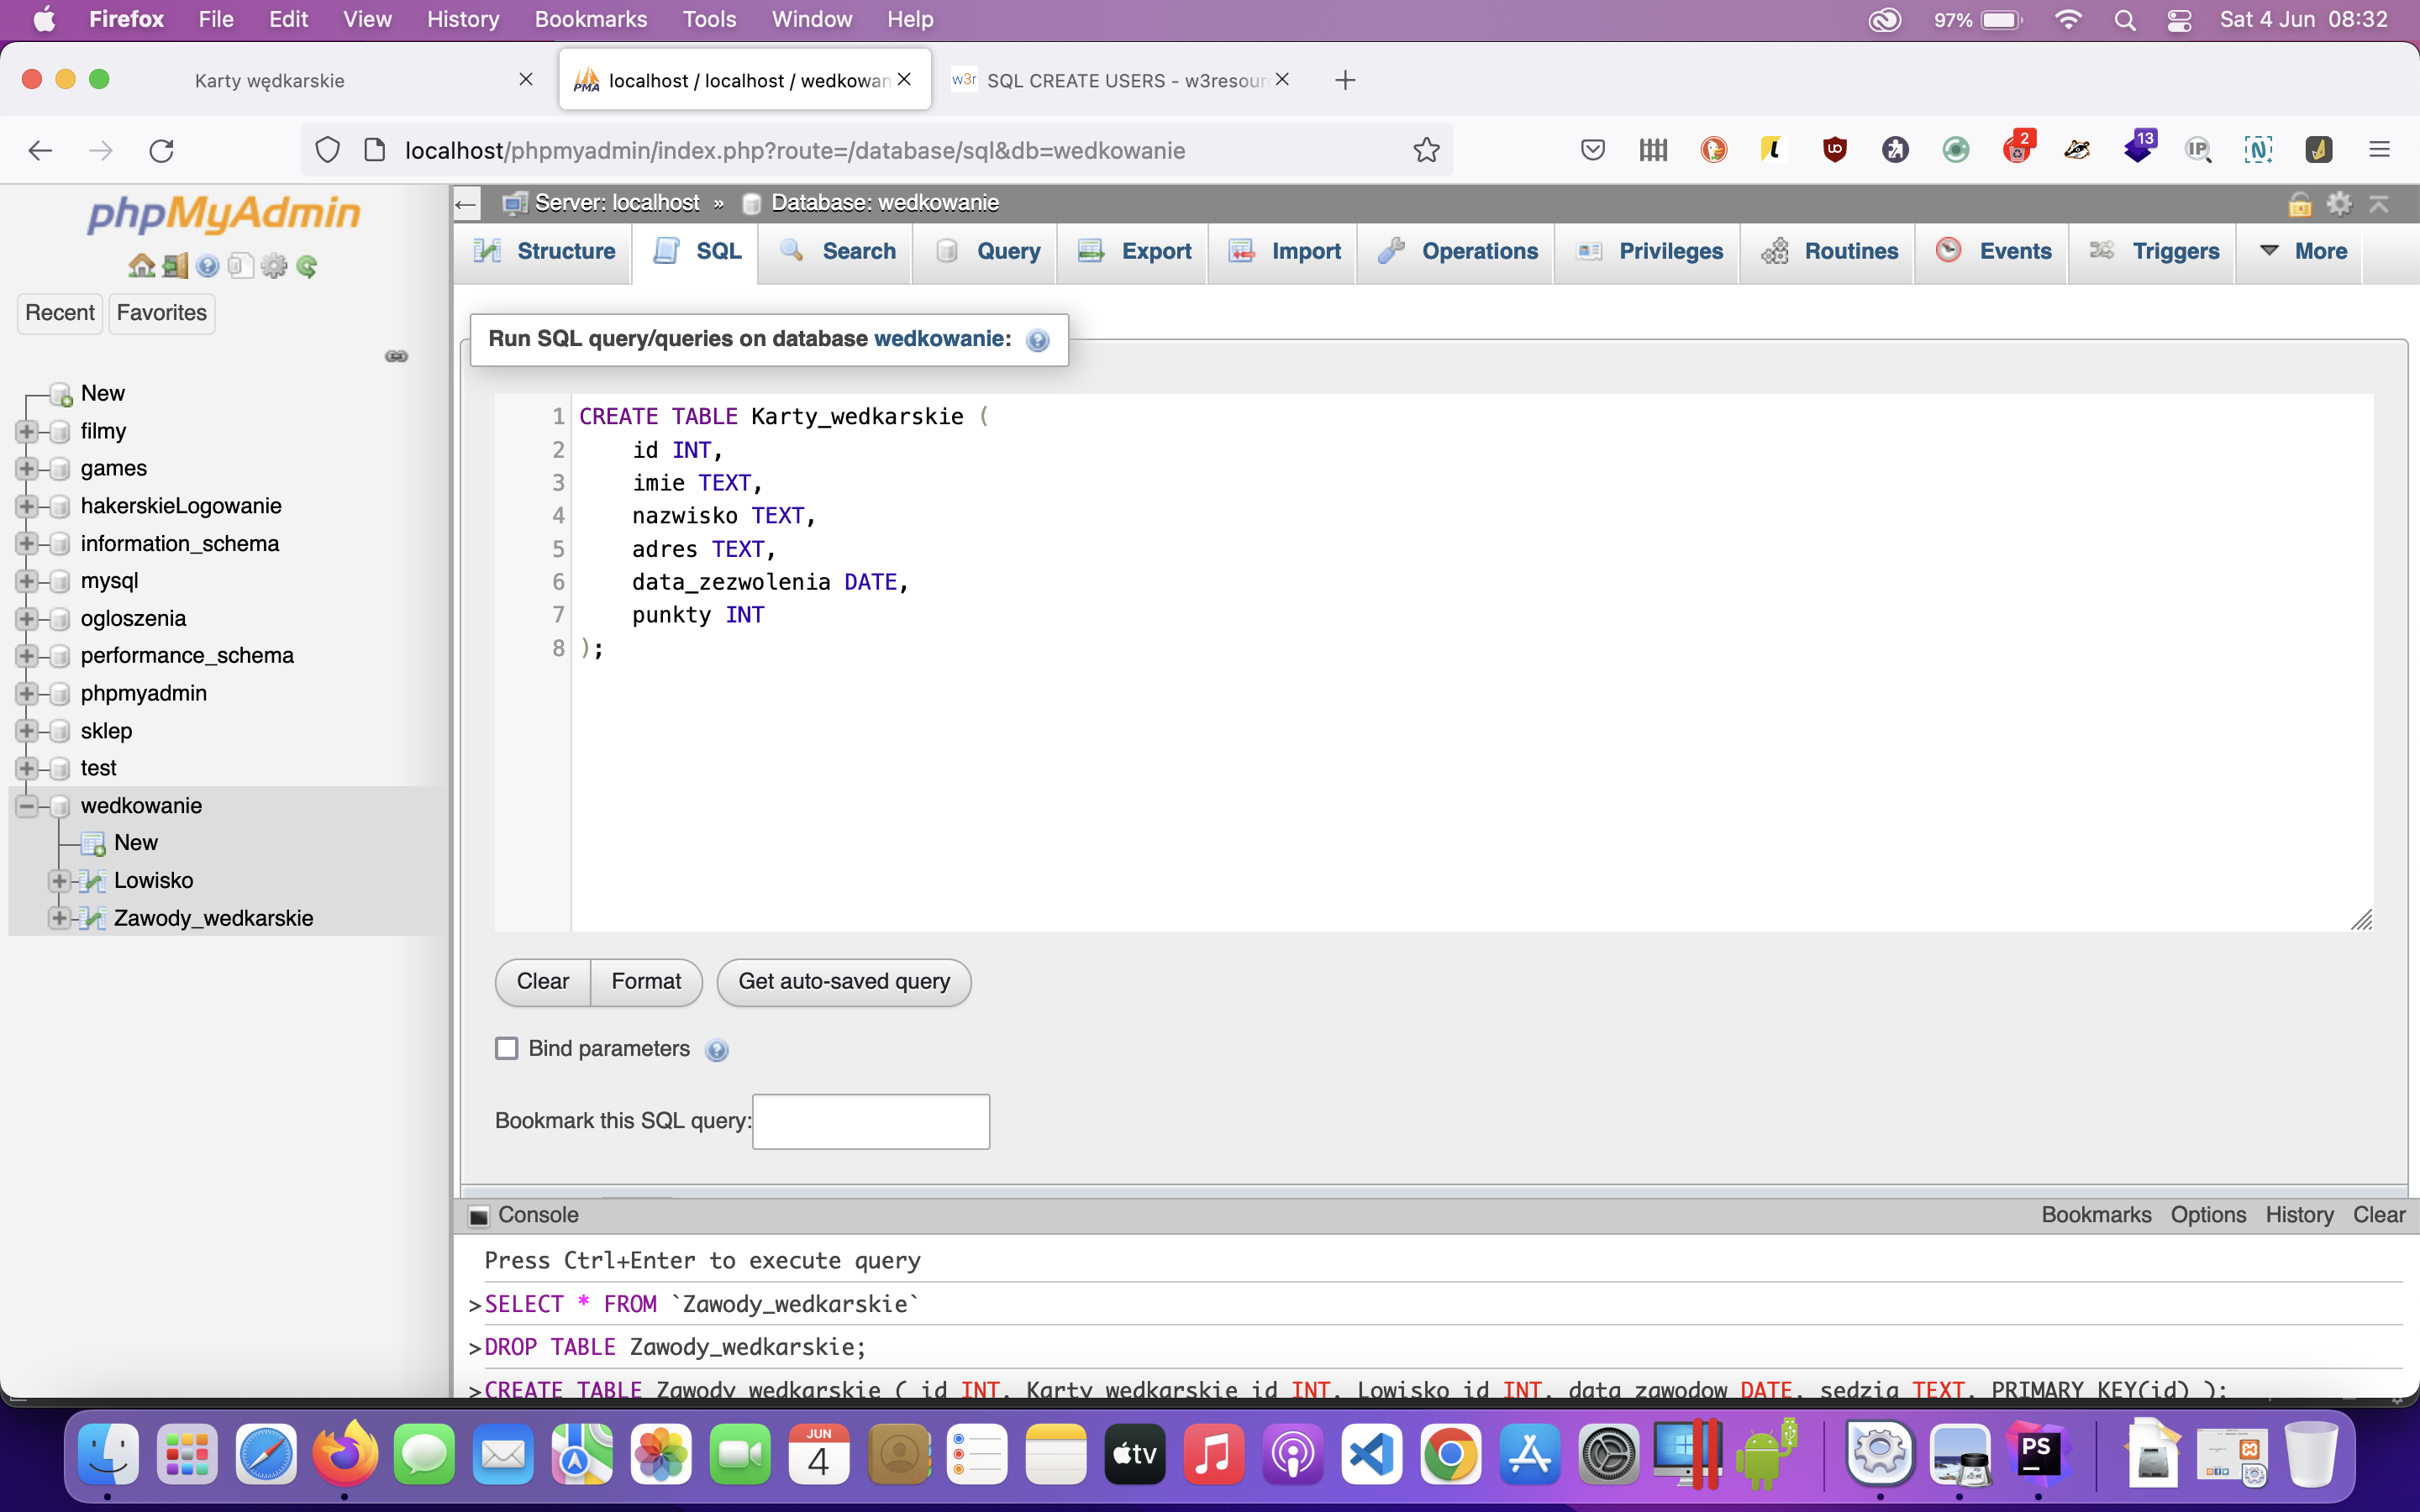 Firefox File Edit View History Bookmarks Tools Window Help 97% Sat 4 Jun 08:32
Karty wędkarskie
PMA localhost / localhost / wedkowan
w3r SQL CREATE USERS - w3resour
localhost/phpmyadmin/index.php?route=/database/sql&db=wedkowanie
2
13
IP
phpMyAdmin
Recent Favorites
New
filmy
games
hakerskieLogowanie
information_schema
mysql
ogloszenia
performance_schema
phpmyadmin
sklep
test
wedkowanie
New
Lowisko
Zawody_wedkarskie
Server: localhost » Database: wedkowanie
Structure SQL Search Query Export Import Operations Privileges Routines Events Triggers More
Run SQL query/queries on database wedkowanie:
1 CREATE TABLE Karty_wedkarskie (
2 id INT,
3 imie TEXT,
4 nazwisko TEXT,
5 adres TEXT,
6 data_zezwolenia DATE,
7 punkty INT
8 );
Clear Format Get auto-saved query
Bind parameters
Bookmark this SQL query:
Console Bookmarks Options History Clear
Press Ctrl+Enter to execute query
>SELECT * FROM `Zawody_wedkarskie`
>DROP TABLE Zawody_wedkarskie;
>CREATE TABLE Zawody_wedkarskie ( id INT, Karty_wedkarskie_id INT, Lowisko_id INT, data_zawodow DATE, sedzia TEXT, PRIMARY KEY(id) );
JUN
4
tv
PS